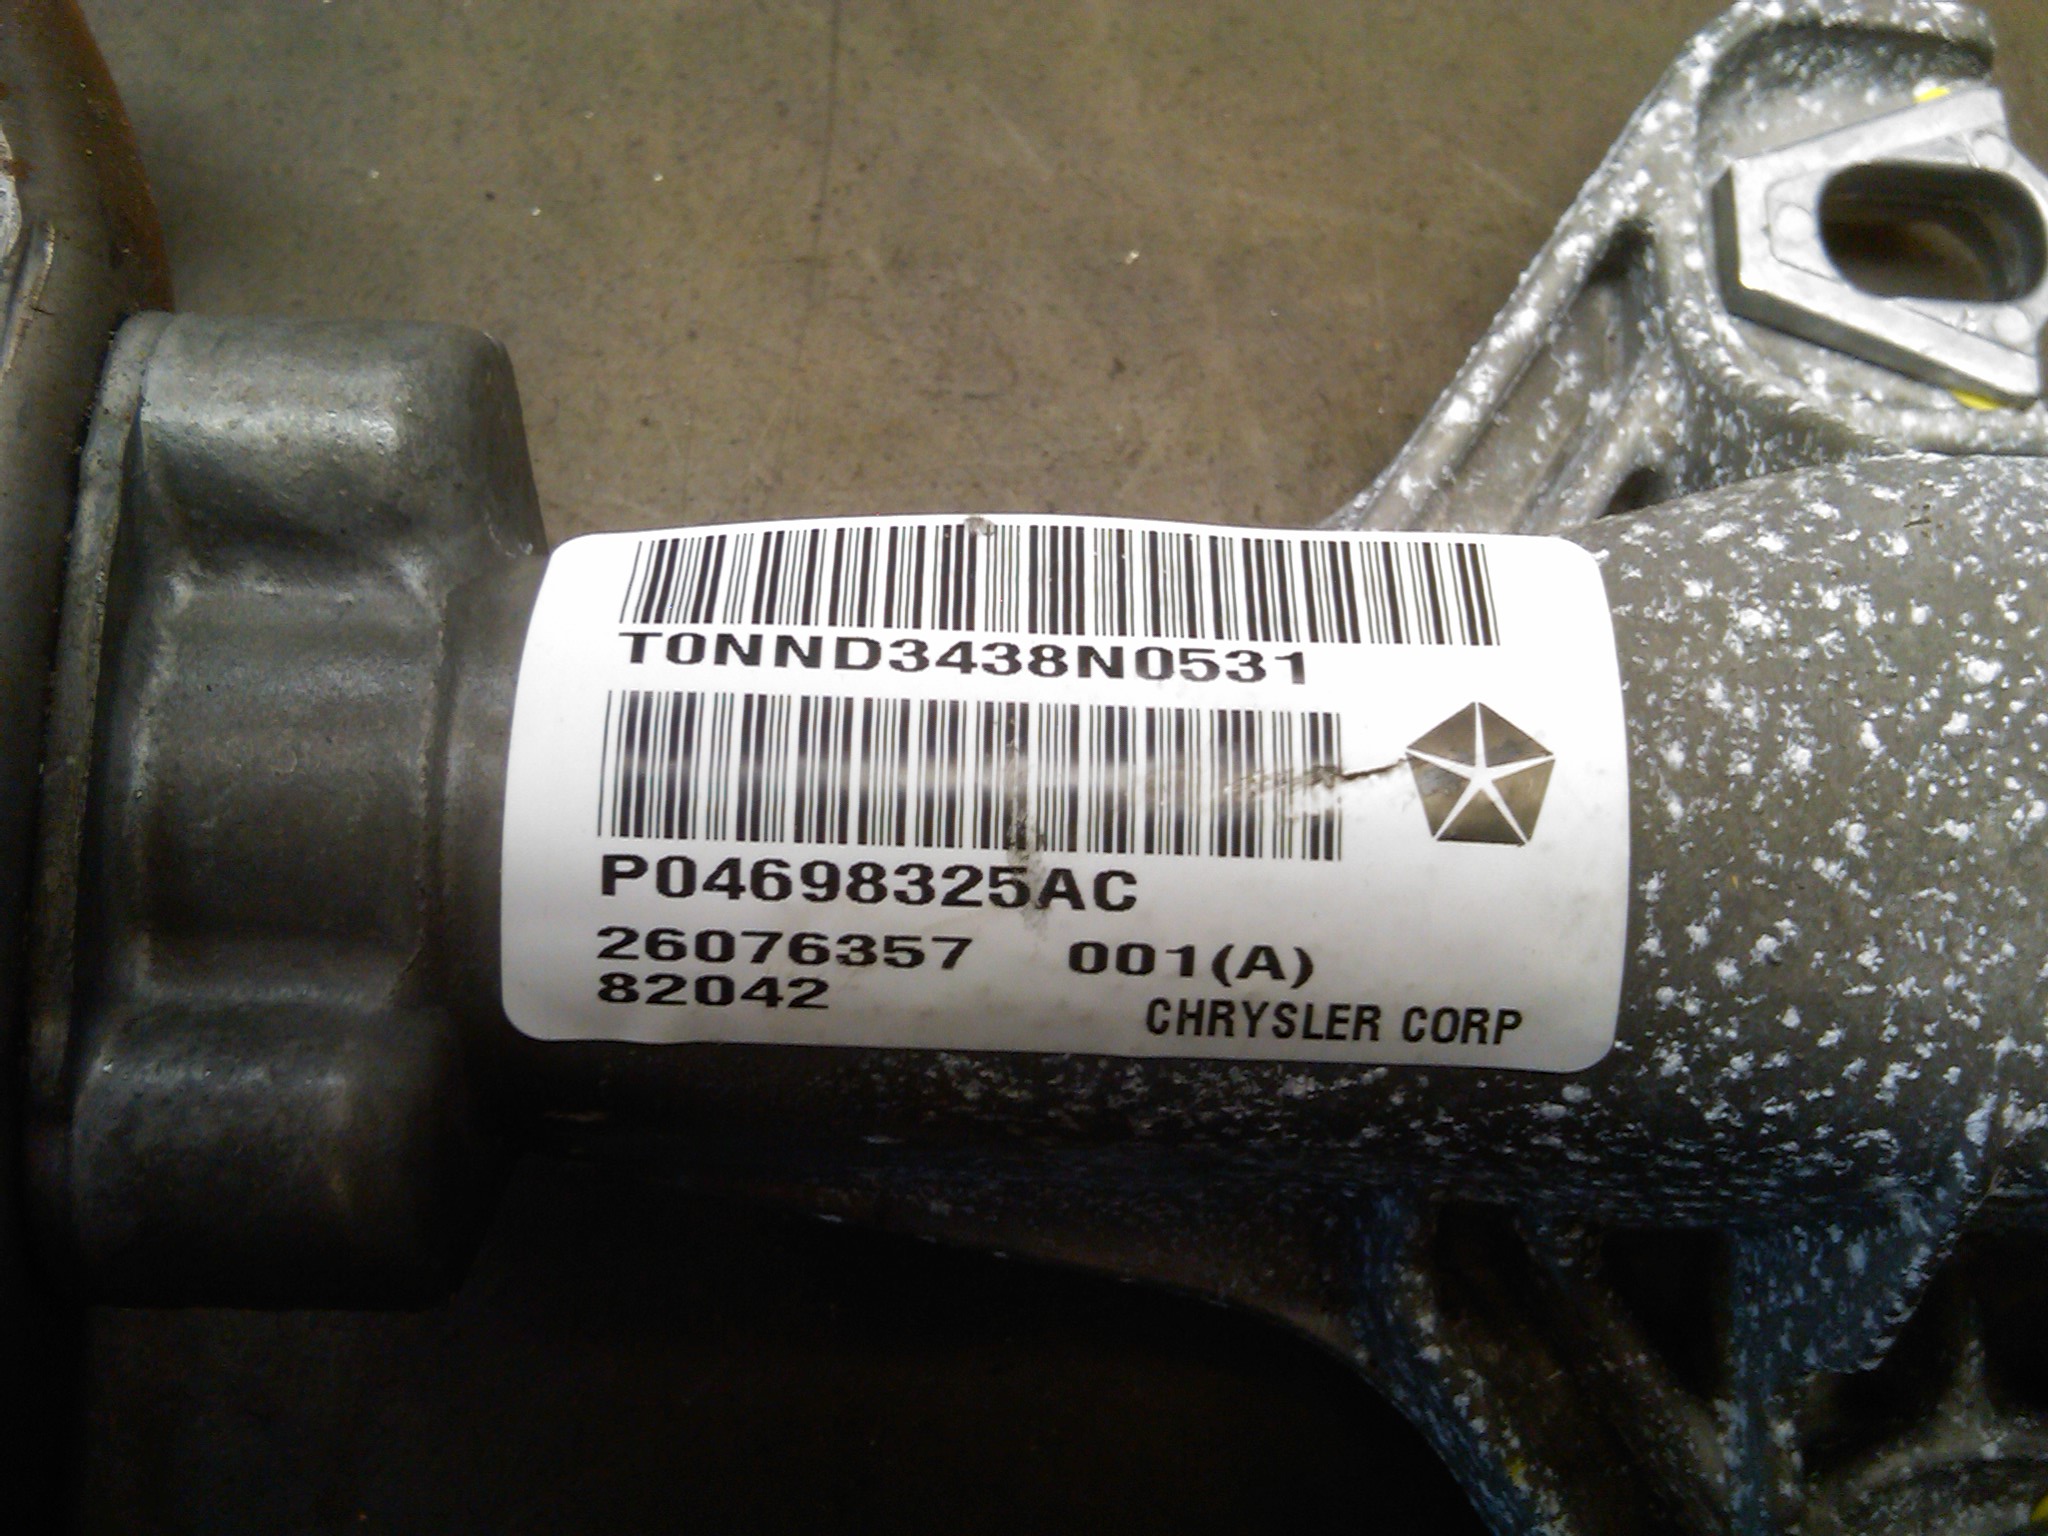 T0NND3438N0531
P04698325AC
26076357 001(A)
82042
CHRYSLER CORP